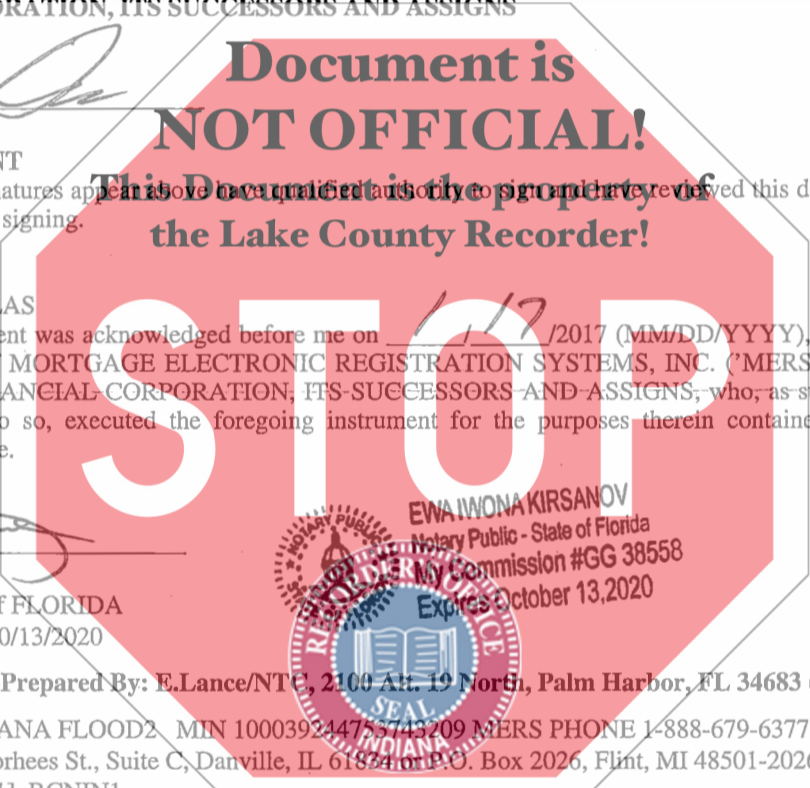 RATION, ITS SUCCESSORS AND ASSIGNS
Document is
NOT OFFICIAL!
NT
atures appear above have qualified authority to sign and have reviewed this d
This Document is the property of
signing.
the Lake County Recorder!
LAS
ent was acknowledged before me on 1 / 17 /2017 (MM/DD/YYYY),
MORTGAGE ELECTRONIC REGISTRATION SYSTEMS, INC. ('MERS
ANCIAL CORPORATION, ITS SUCCESSORS AND ASSIGNS, who, as s
o so, executed the foregoing instrument for the purposes therein containe
e.
STOP
EWA IWONA KIRSANOV
Notary Public - State of Florida
My Commission #GG 38558
Expires October 13, 2020
NOTARY PUBLIC
RECORDER'S OFFICE
SEAL
INDIANA
f FLORIDA
0/13/2020
Prepared By: E.Lance/NTC, 2100 Alt. 19 North, Palm Harbor, FL 34683
ANA FLOOD2 MIN 100039244753743209 MERS PHONE 1-888-679-6377
orhees St., Suite C, Danville, IL 61834 or P.O. Box 2026, Flint, MI 48501-2026